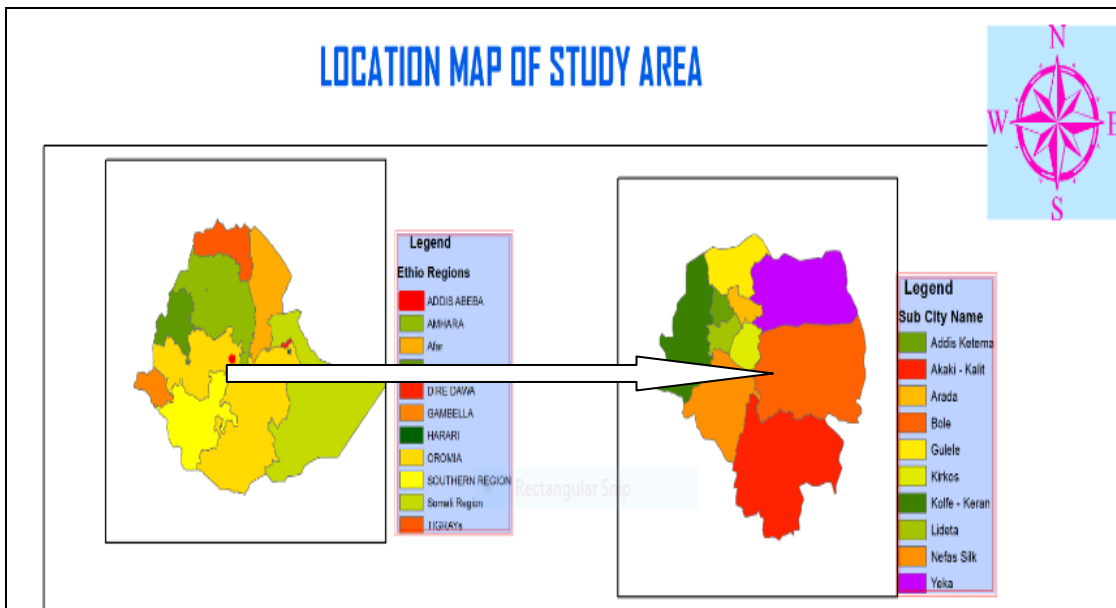 LOCATION MAP OF STUDY AREA
N
W
E
S
Legend
Ethio Regions
ADDIS ABEBA
AMHARA
Afar
DIRE DAWA
GAMBELLA
HARARI
OROMIA
SOUTHERN REGION
Somali Region
TIGRAYs
Rectangular Snip
Legend
Sub City Name
Addis Ketema
Akaki - Kalit
Arada
Bole
Gulele
Kirkos
Kolfe - Keran
Lideta
Nefas Silk
Yeka